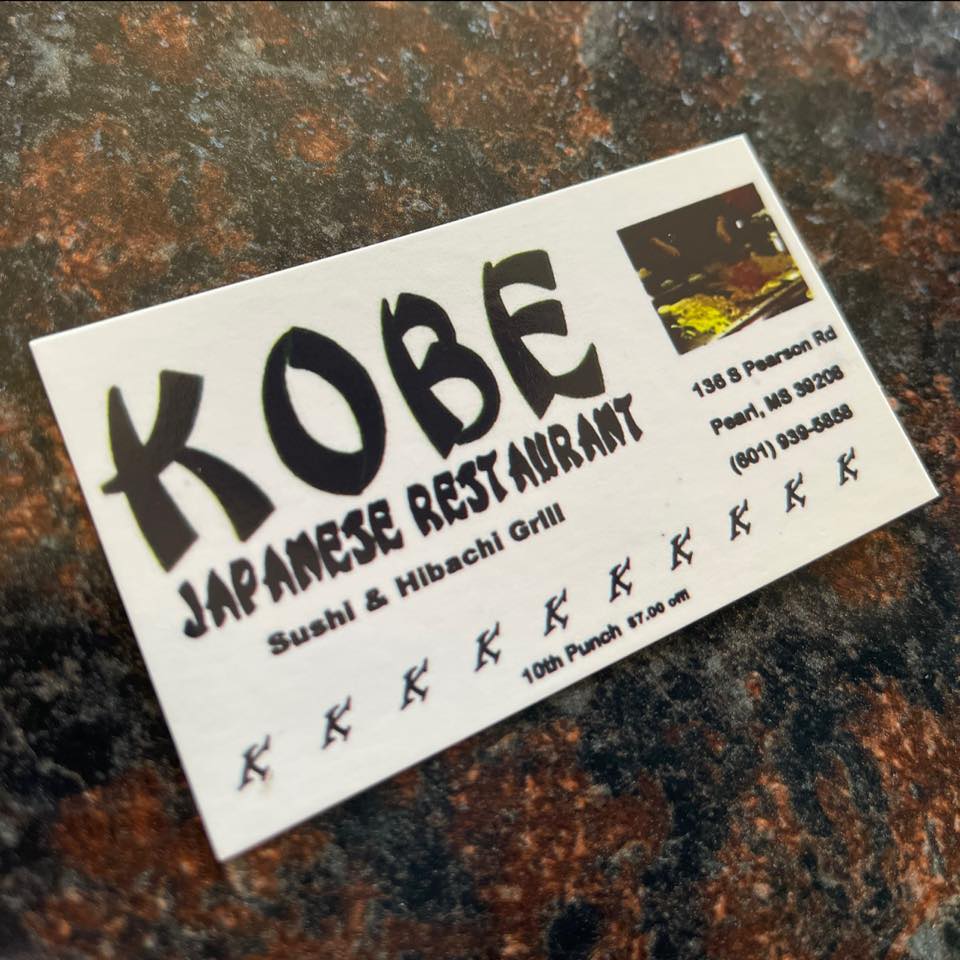 KOBE
JAPANESE RESTAURANT
Sushi & Hibachi Grill
S Pearson Rd
Pearl, MS 39208
(601) 939-5858
K K K K K K K K K K
10th Punch $7.00 off